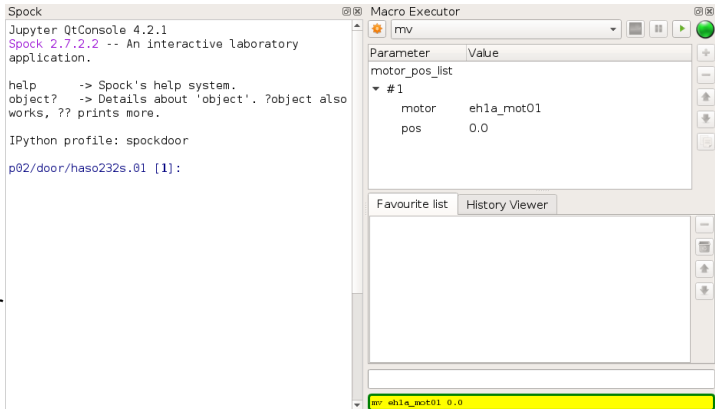 Spock
Jupyter QtConsole 4.2.1
Spock 2.7.2.2 -- An interactive laboratory
application.
help -> Spock's help system.
object? -> Details about 'object'. ?object also
works, ?? prints more.
IPython profile: spockdoor
p02/door/haso232s.01 [1]:
Macro Executor
mv
Parameter Value
motor_pos_list
#1
motor eh1a_mot01
pos 0.0
Favourite list History Viewer
mv eh1a_mot01 0.0